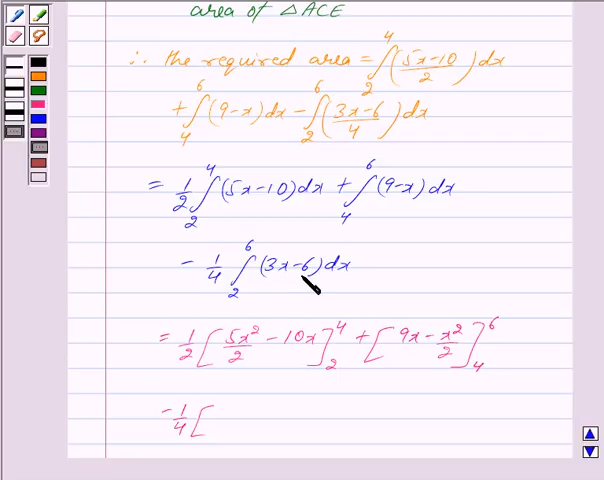 area of △ACE
∴ the required area = ∫₂⁴ (5x-10)/2 dx
+ ∫₄⁶ (9-x) dx - ∫₂⁶ (3x-6)/4 dx
= 1/2 ∫₂⁴ (5x-10) dx + ∫₄⁶ (9-x) dx
- 1/4 ∫₂⁶ (3x-6) dx
= 1/2 [5x²/2 - 10x]₂⁴ + [9x - x²/2]₄⁶
-1/4 [